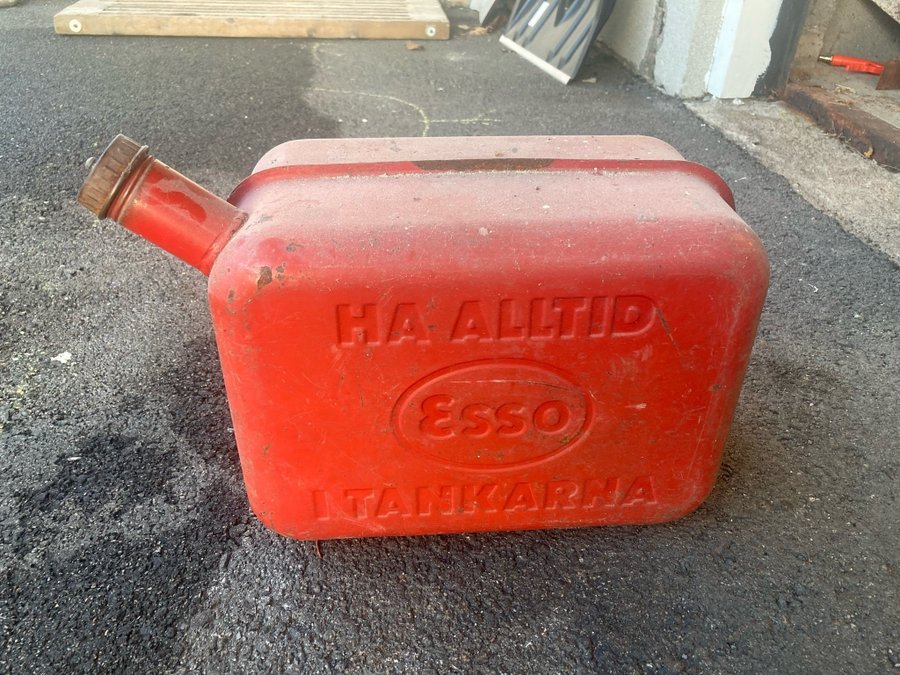 HA ALLTID
Esso
I TANKARNA